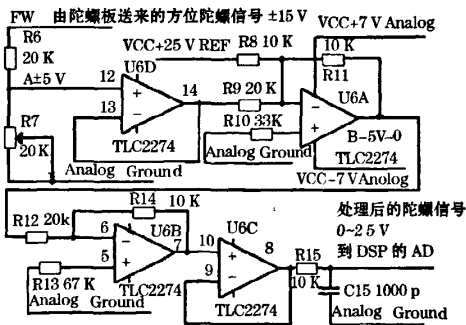 FW 由陀螺板送来的方位陀螺信号 ±15 V
R6
20 K
A±5 V
R7
20 K
12
13
U6D
14
TLC2274
Analog Ground
VCC+25 V REF
R8 10 K
R9 20 K
R10 33K
Analog Ground
VCC+7 V Analog
10 K
R11
U6A
B-5V-0
TLC2274
VCC-7 V Anolog
R12 20k
R14
10 K
6
5
U6B
7
R13 67 K
TLC2274
Analog Ground
10
9
U6C
8
TLC2274
R15
10 K
处理后的陀螺信号
0~2 5 V
到 DSP 的 AD
C15 1000 p
Analog Ground